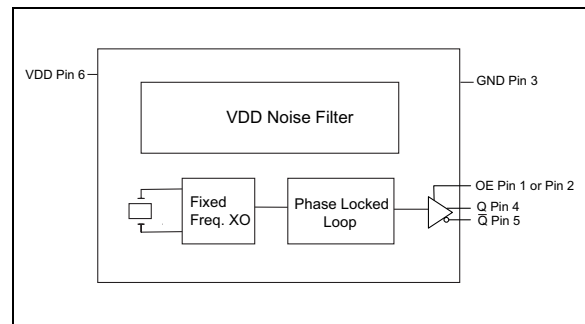 VDD Pin 6
GND Pin 3
VDD Noise Filter
OE Pin 1 or Pin 2
Fixed
Freq. XO
Phase Locked
Loop
Q Pin 4
Q̅ Pin 5